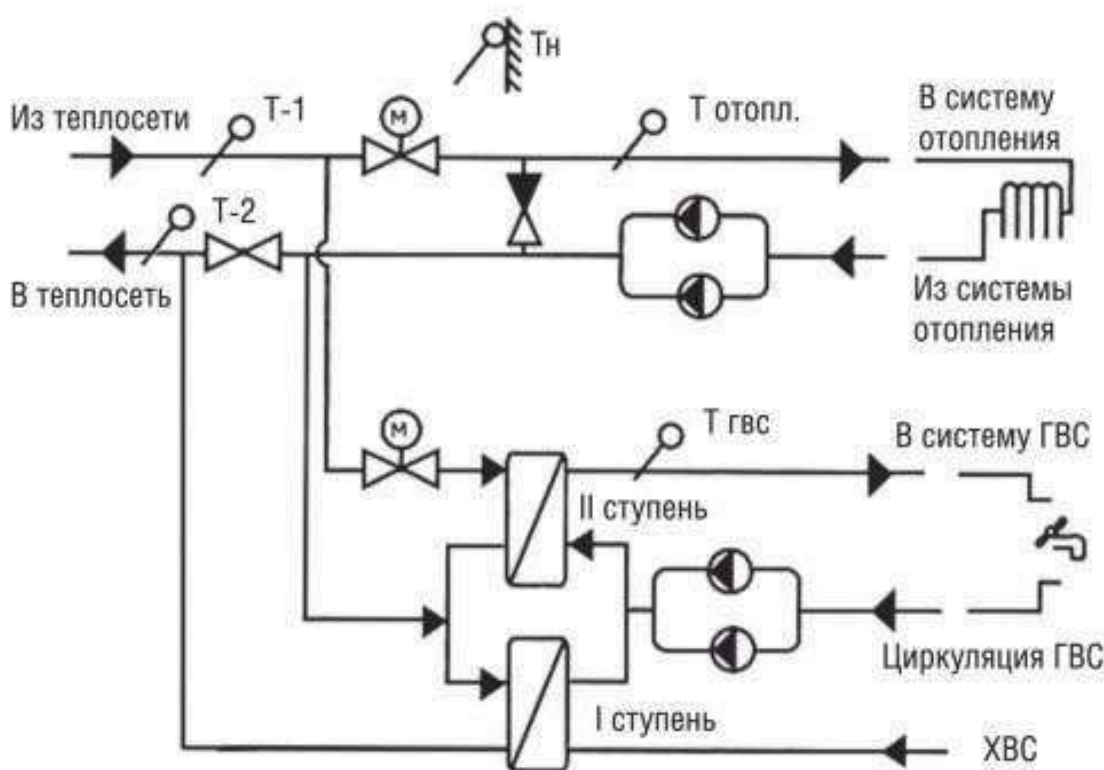 Тн
Из теплосети
Т-1
М
Т отопл.
В систему
отопления
Т-2
В теплосеть
Из системы
отопления
М
Т гвс
В систему ГВС
II ступень
Циркуляция ГВС
I ступень
ХВС